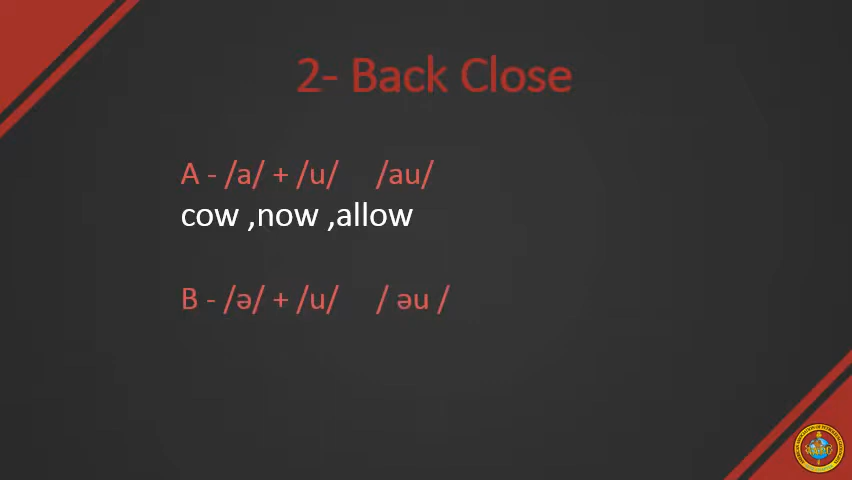 2- Back Close
A - /a/ + /u/ /au/
cow ,now ,allow
B - /ə/ + /u/ / əu /